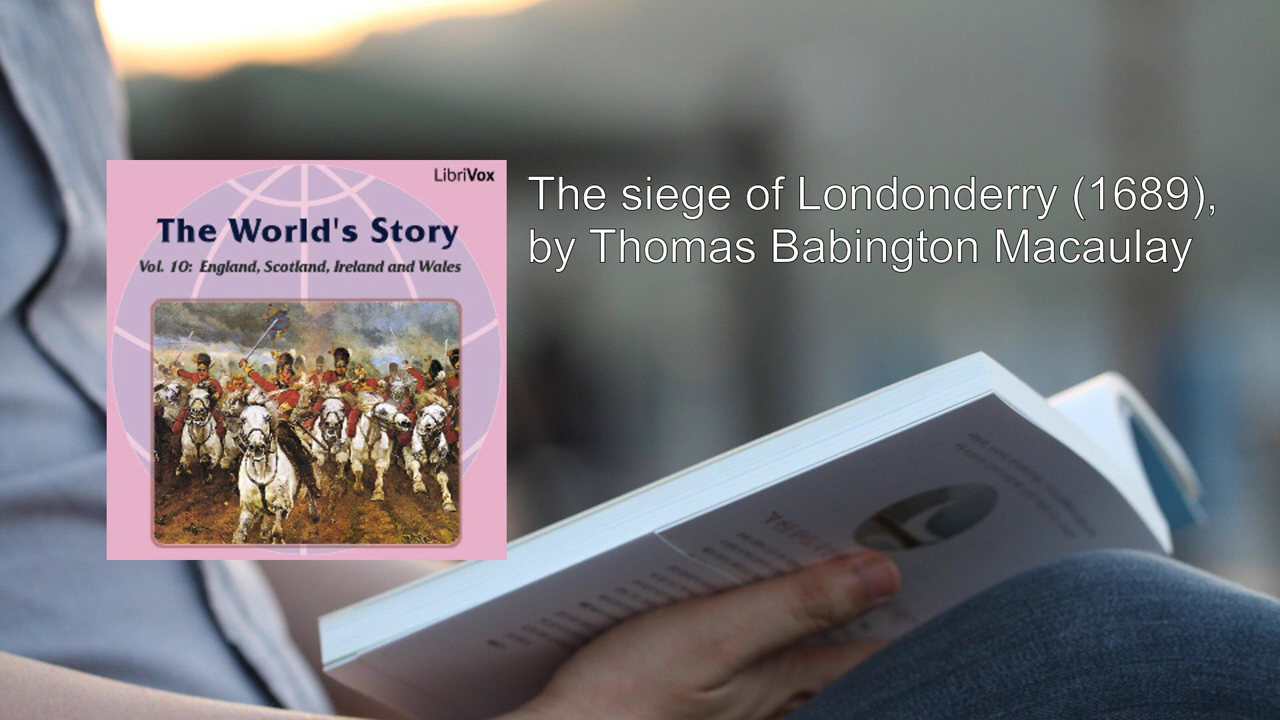 LibriVox
The World's Story
Vol. 10: England, Scotland, Ireland and Wales
The siege of Londonderry (1689),
by Thomas Babington Macaulay